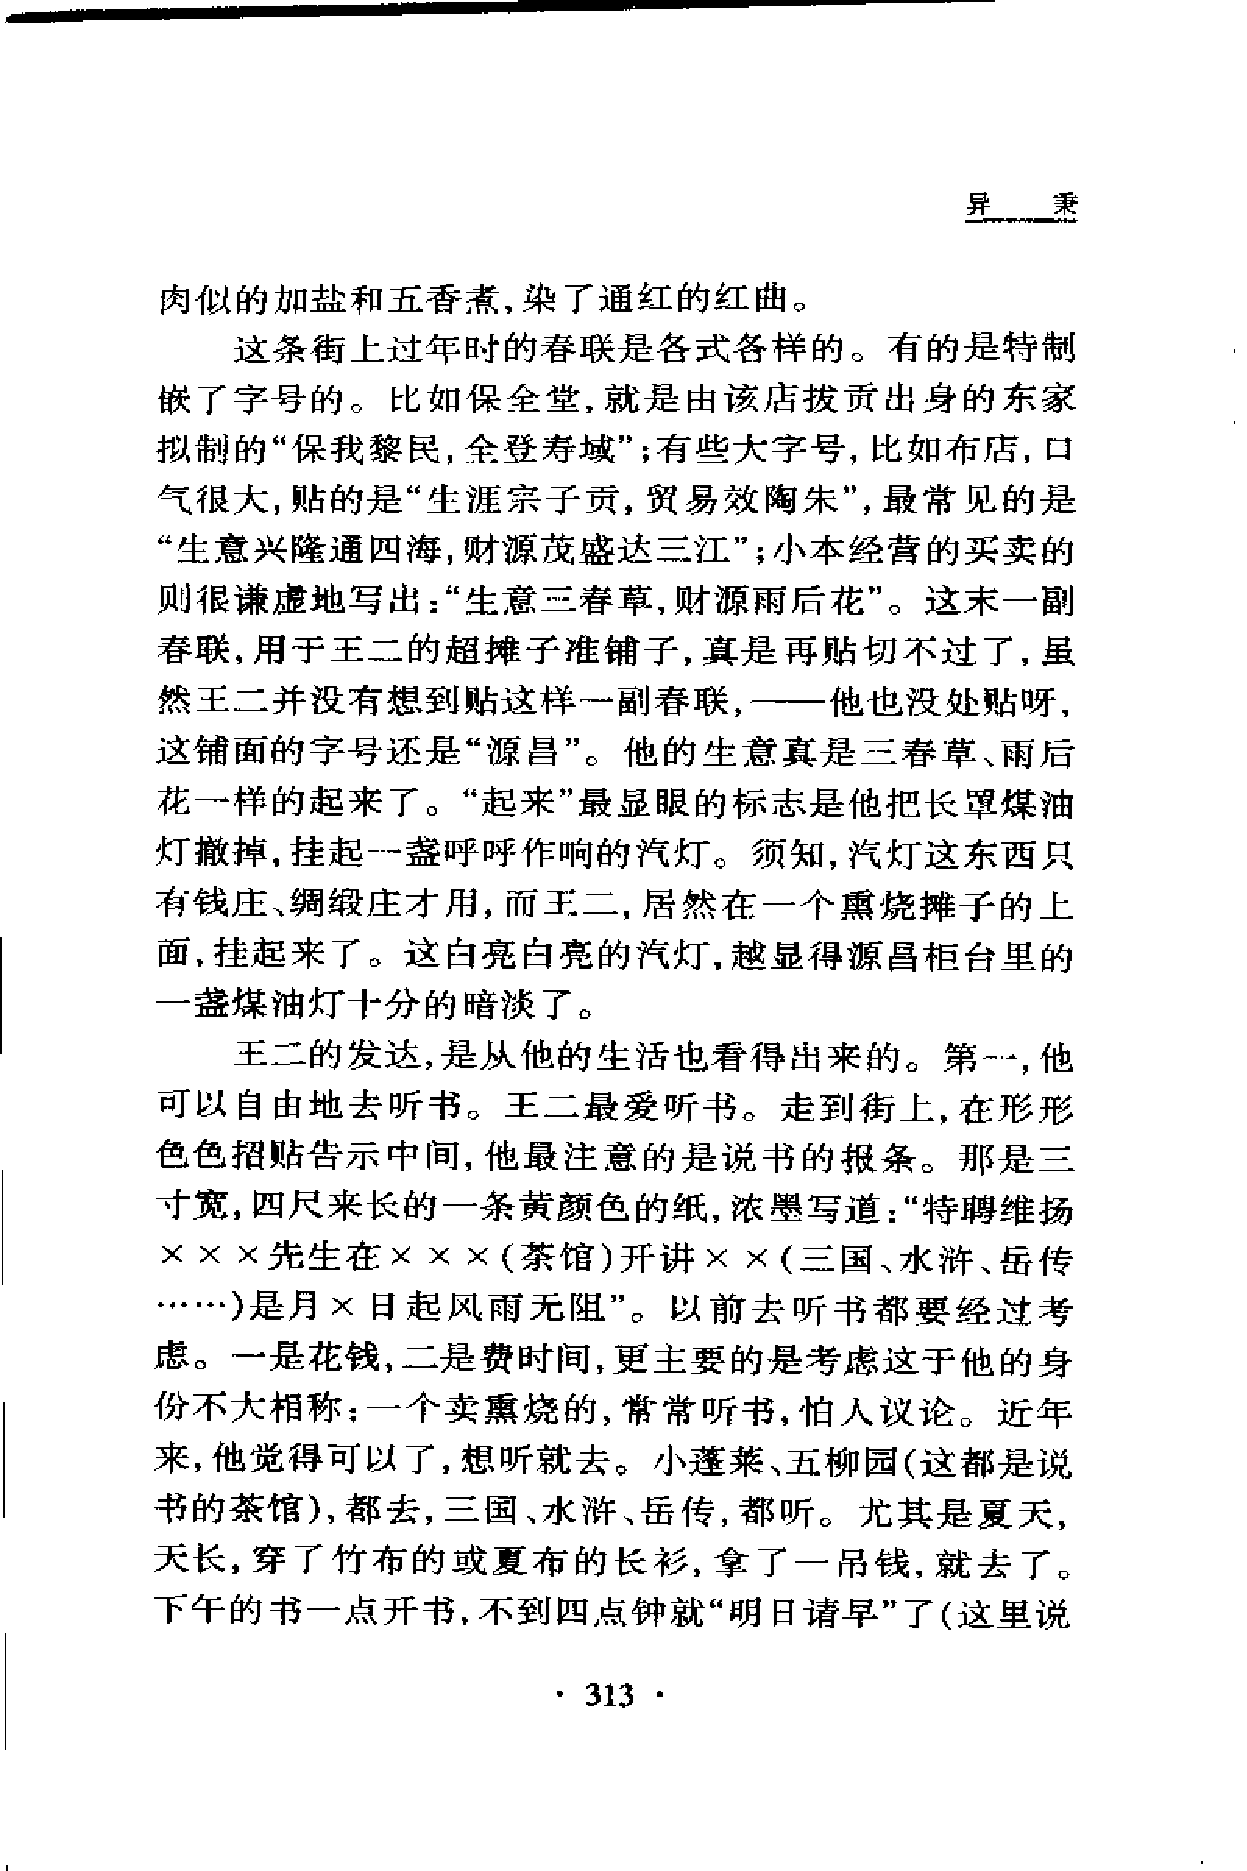 异 秉
肉似的加盐和五香煮,染了通红的红曲。
这条街上过年时的春联是各式各样的。有的是特制
嵌了字号的。比如保全堂,就是由该店拔贡出身的东家
拟制的“保我黎民,全登寿域”;有些大字号,比如布店,口
气很大,贴的是“生涯宗子贡,贸易效陶朱”,最常见的是
“生意兴隆通四海,财源茂盛达三江”;小本经营的买卖的
则很谦虚地写出:“生意三春草,财源雨后花”。这末一副
春联,用于王二的超摊子准铺子,真是再贴切不过了,虽
然王二并没有想到贴这样一副春联,——他也没处贴呀,
这铺面的字号还是“源昌”。他的生意真是三春草、雨后
花一样的起来了。“起来”最显眼的标志是他把长罩煤油
灯撤掉,挂起一盏呼呼作响的汽灯。须知,汽灯这东西只
有钱庄、绸缎庄才用,而王二,居然在一个熏烧摊子的上
面,挂起来了。这白亮白亮的汽灯,越显得源昌柜台里的
一盏煤油灯十分的暗淡了。
王二的发达,是从他的生活也看得出来的。第一,他
可以自由地去听书。王二最爱听书。走到街上,在形形
色色招贴告示中间,他最注意的是说书的报条。那是三
寸宽,四尺来长的一条黄颜色的纸,浓墨写道:“特聘维扬
×××先生在×××(茶馆)开讲××(三国、水浒、岳传
……)是月×日起风雨无阻”。以前去听书都要经过考
虑。一是花钱,二是费时间,更主要的是考虑这于他的身
份不大相称:一个卖熏烧的,常常听书,怕人议论。近年
来,他觉得可以了,想听就去。小蓬莱、五柳园(这都是说
书的茶馆),都去,三国、水浒、岳传,都听。尤其是夏天,
天长,穿了竹布的或夏布的长衫,拿了一吊钱,就去了。
下午的书一点开书,不到四点钟就“明日请早”了(这里说
· 313 ·